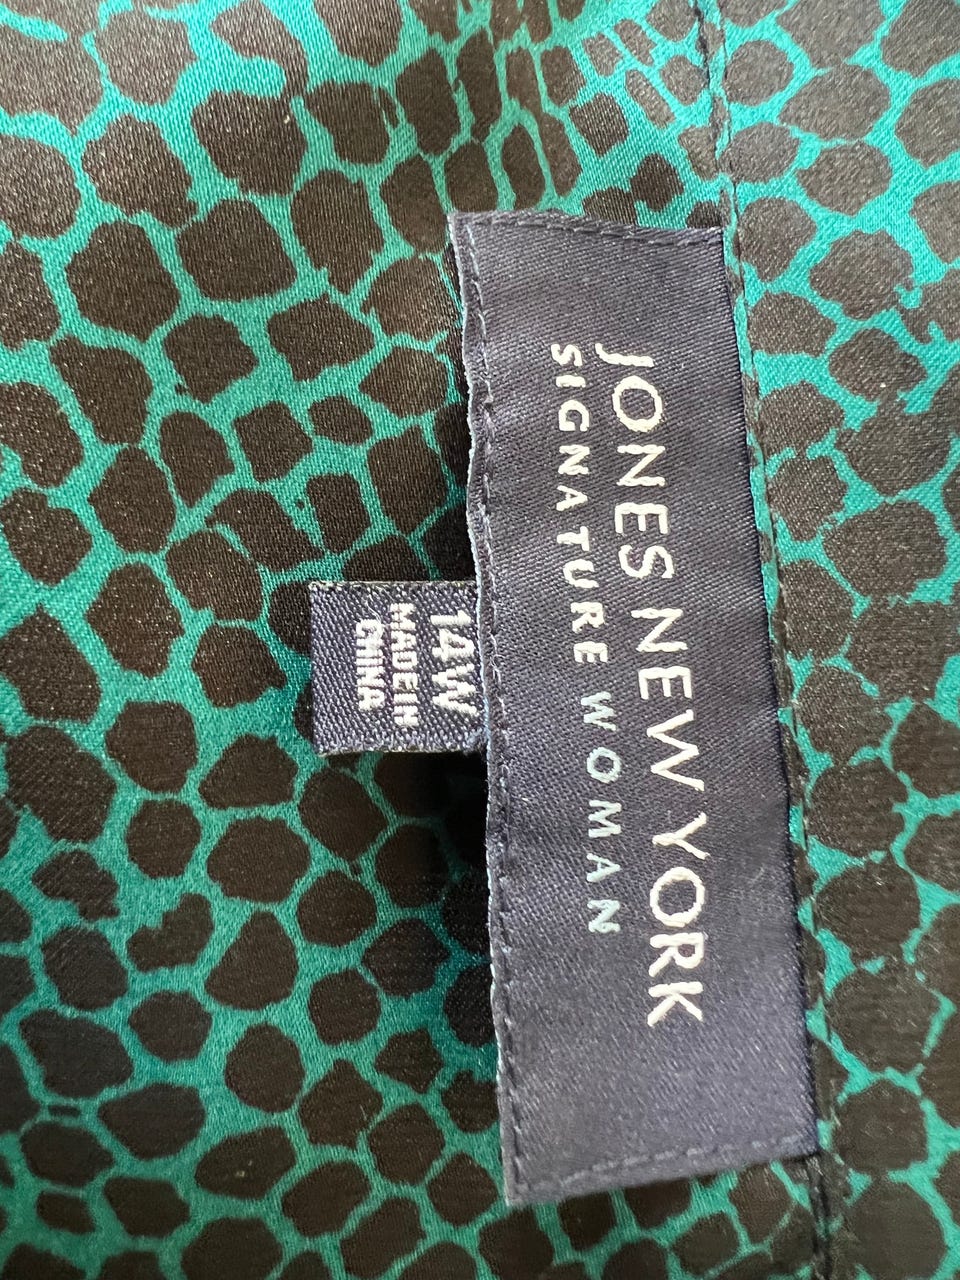 JONES NEW YORK
SIGNATURE WOMAN
14W
MADE IN
CHINA